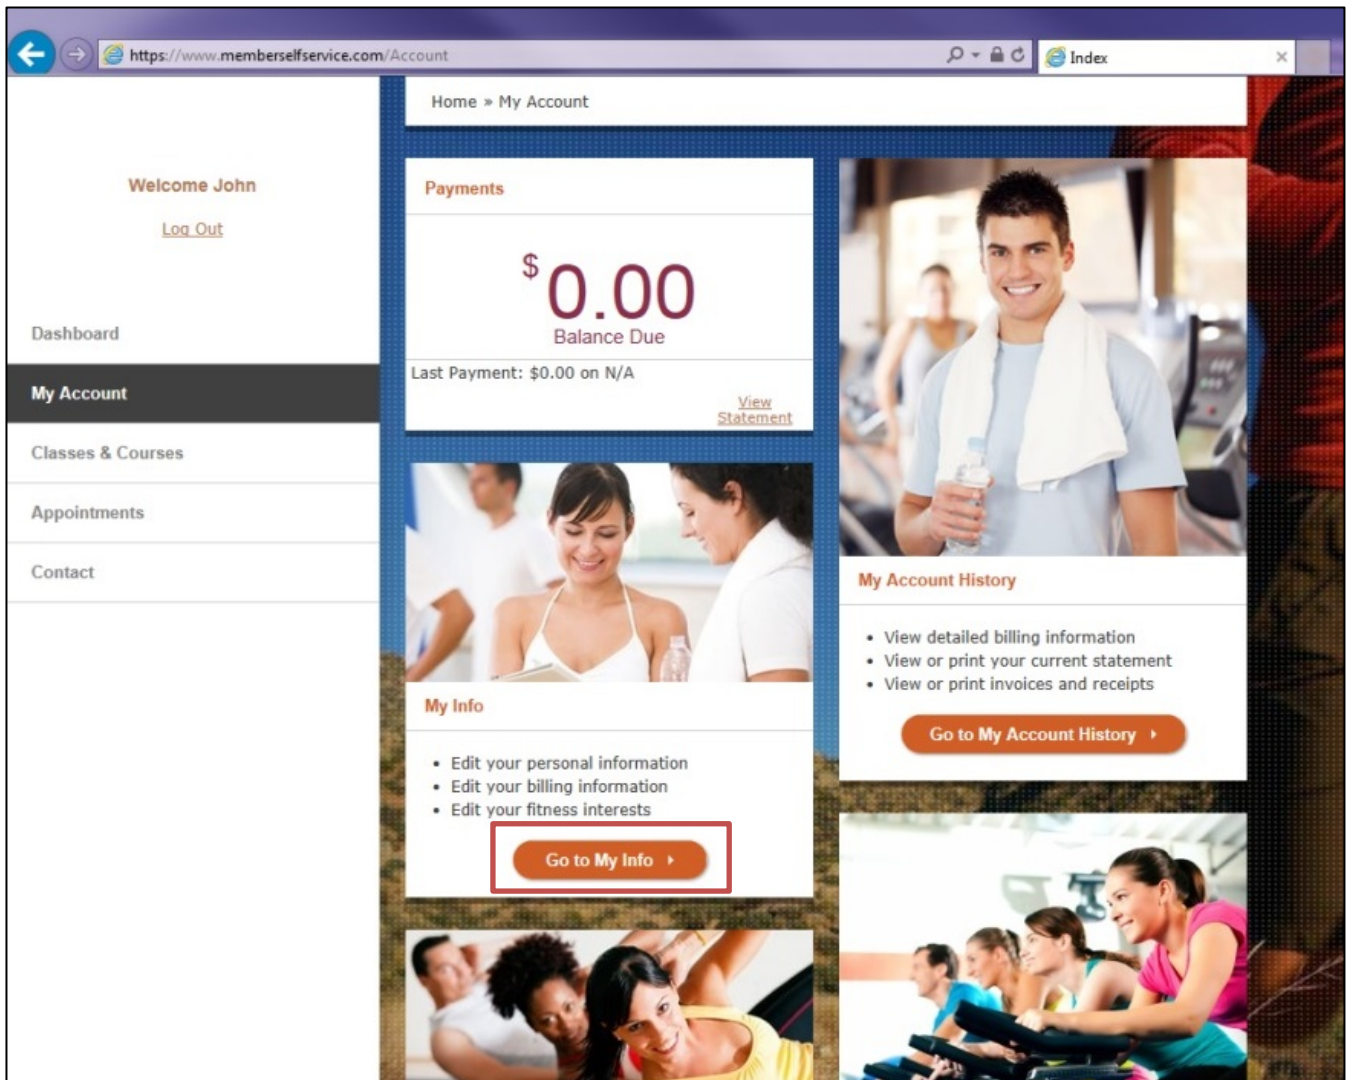 https://www.memberselfservice.com/Account
Index
Home » My Account
Welcome John
Log Out
Dashboard
My Account
Classes & Courses
Appointments
Contact
Payments
$0.00
Balance Due
Last Payment: $0.00 on N/A
View
Statement
My Info
• Edit your personal information
• Edit your billing information
• Edit your fitness interests
Go to My Info
My Account History
• View detailed billing information
• View or print your current statement
• View or print invoices and receipts
Go to My Account History